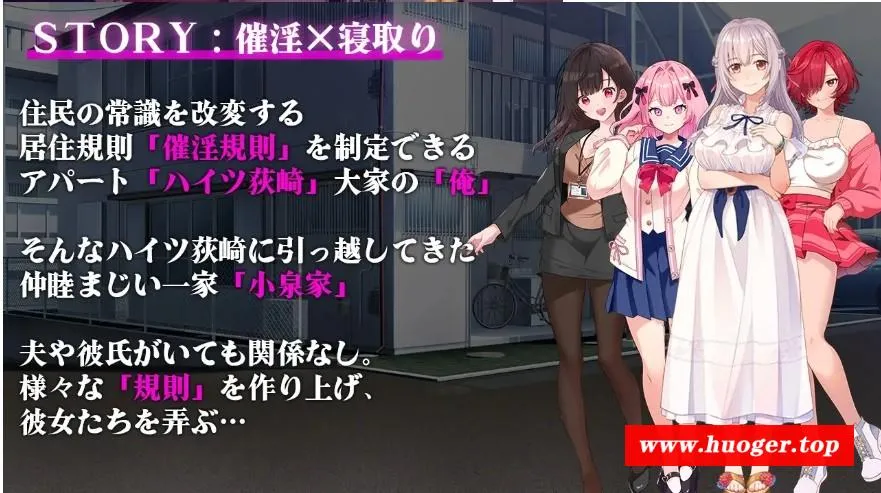 STORY：催淫×寝取り
住民の常識を改変する
居住規則「催淫規則」を制定できる
アパート「ハイツ荻崎」大家の「俺」
そんなハイツ荻崎に引っ越してきた
仲睦まじい一家「小泉家」
夫や彼氏がいても関係なし。
様々な「規則」を作り上げ、
彼女たちを弄ぶ…
www.huoger.top